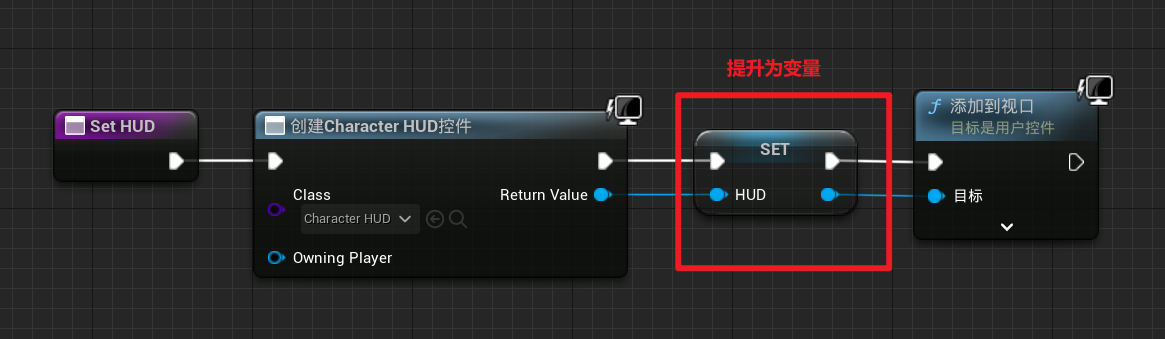 提升为变量
Set HUD
创建Character HUD控件
Class
Character HUD
Return Value
Owning Player
SET
HUD
f 添加到视口
目标是用户控件
目标